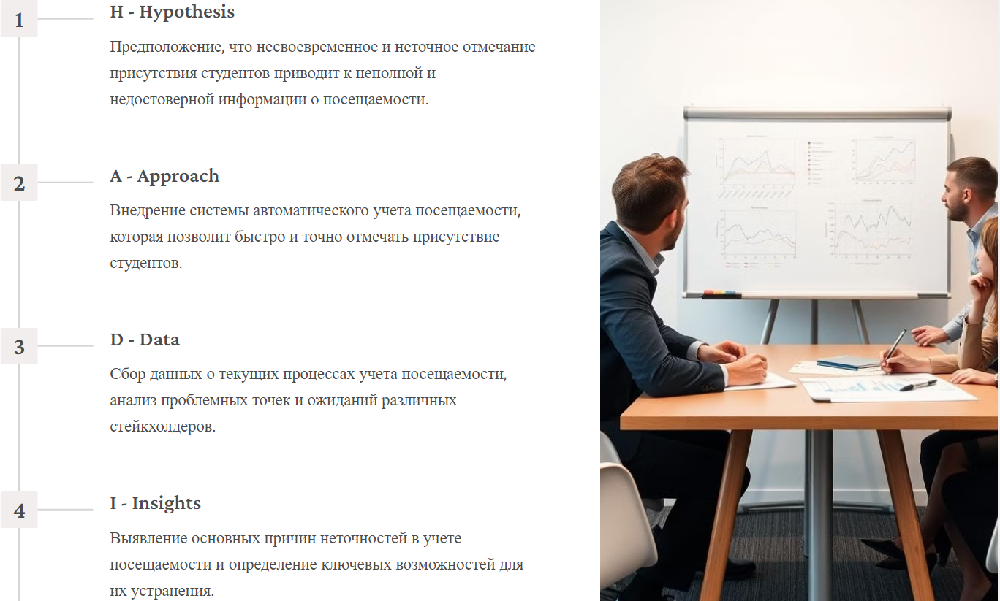 1
H - Hypothesis
Предположение, что несвоевременное и неточное отмечание
присутствия студентов приводит к неполной и
недостоверной информации о посещаемости.
2
A - Approach
Внедрение системы автоматического учета посещаемости,
которая позволит быстро и точно отмечать присутствие
студентов.
3
D - Data
Сбор данных о текущих процессах учета посещаемости,
анализ проблемных точек и ожиданий различных
стейкхолдеров.
4
I - Insights
Выявление основных причин неточностей в учете
посещаемости и определение ключевых возможностей для
их устранения.